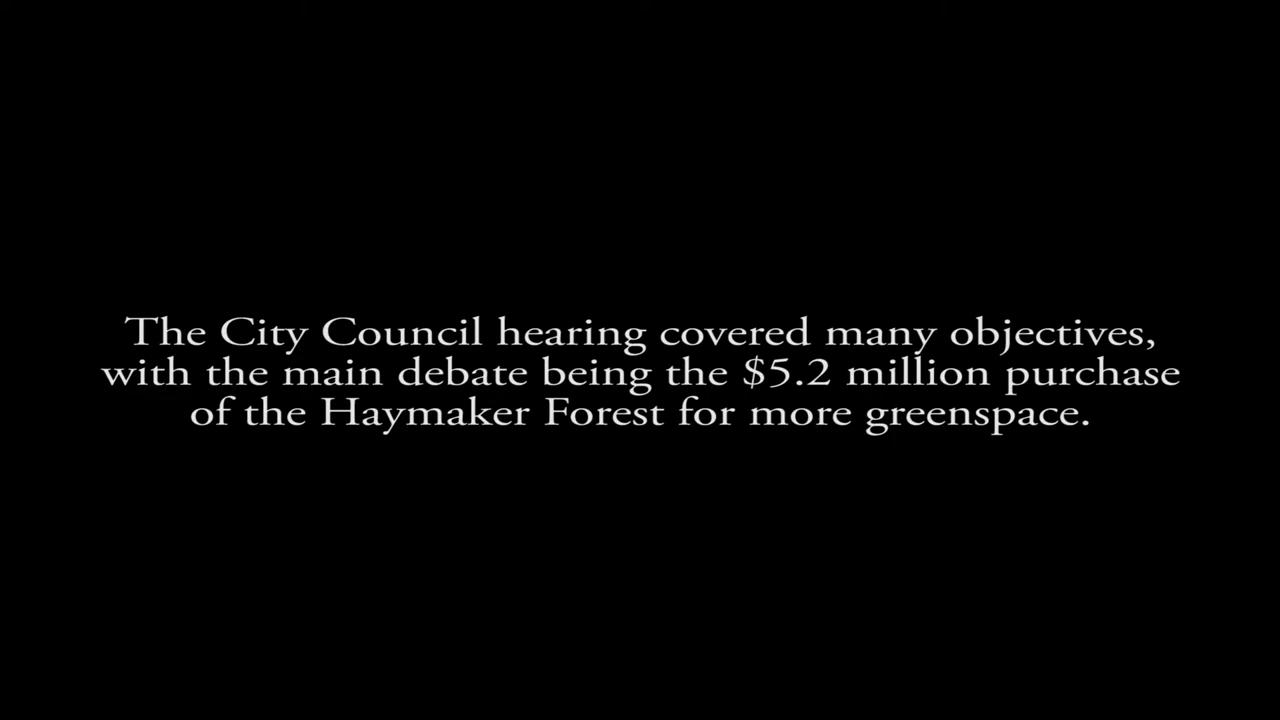 The City Council hearing covered many objectives,
with the main debate being the $5.2 million purchase
of the Haymaker Forest for more greenspace.